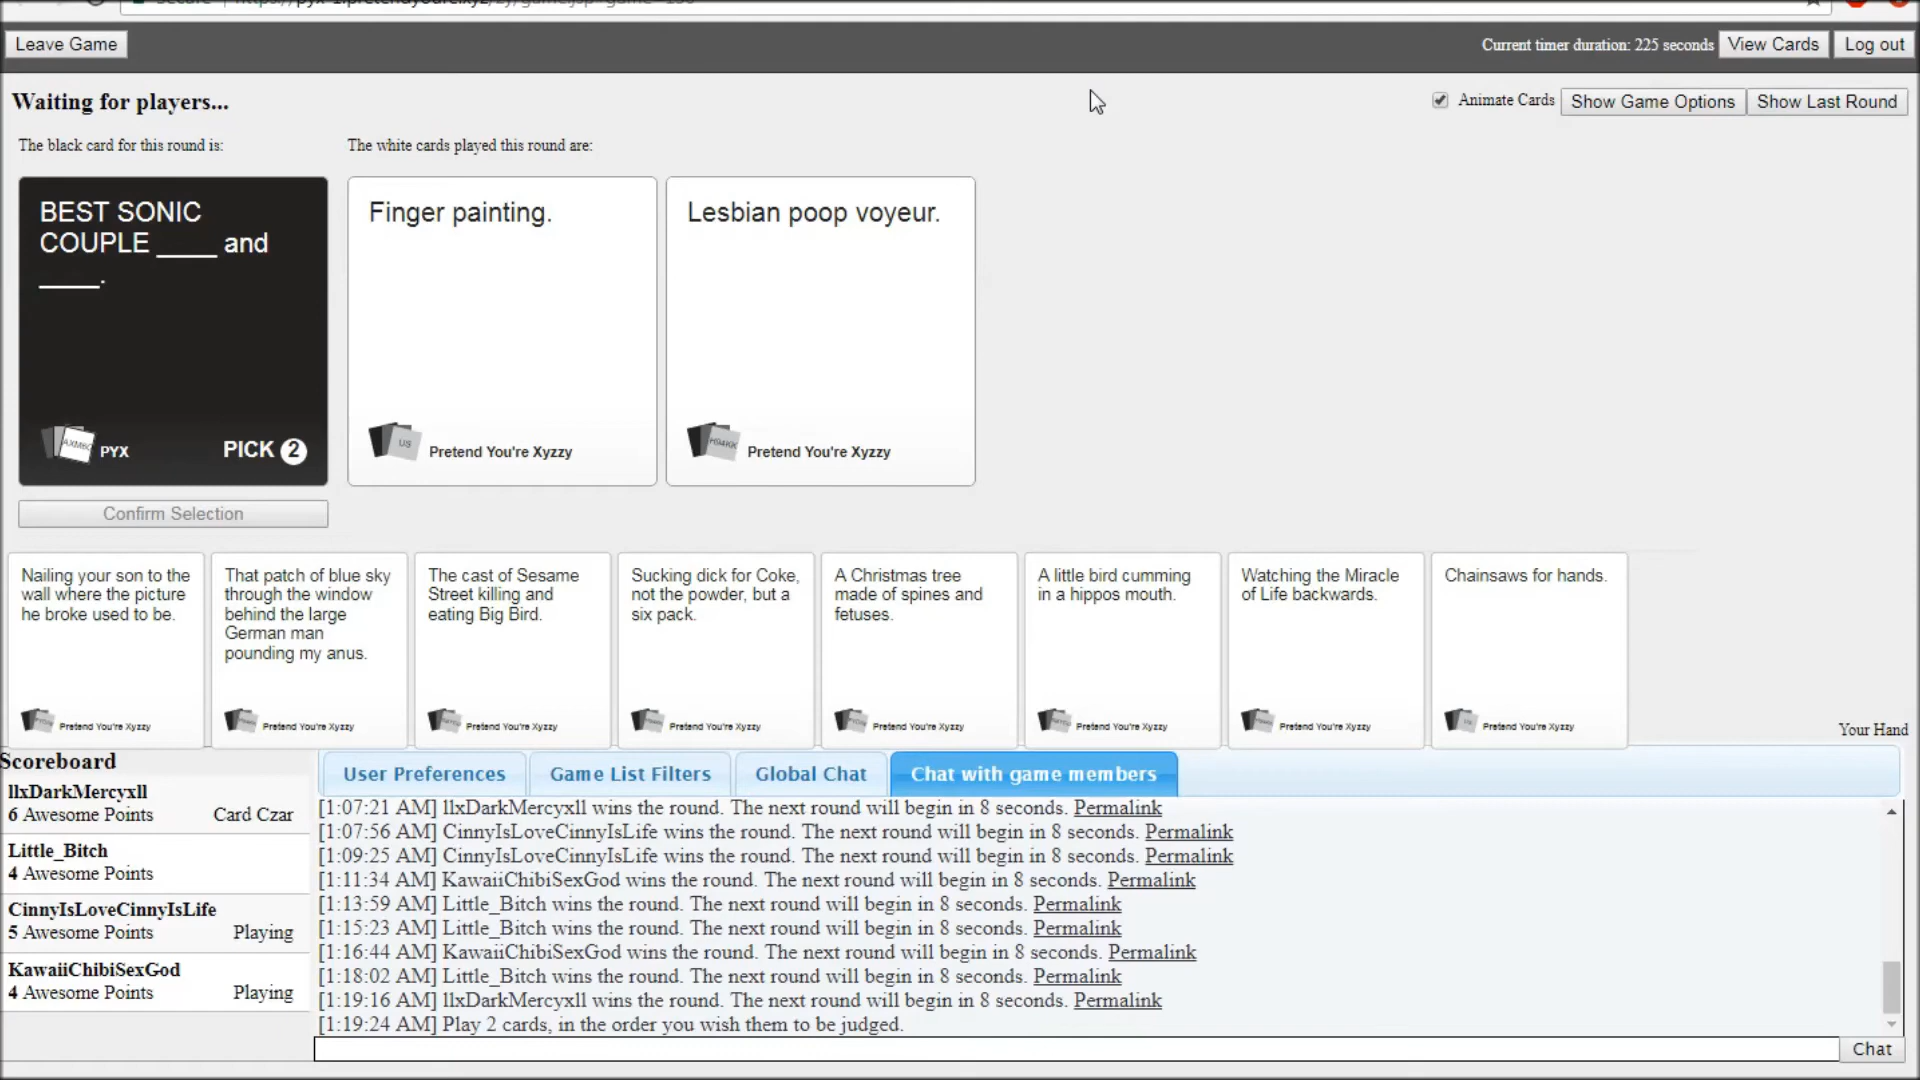 Leave Game
Current timer duration: 225 seconds
View Cards
Log out
Waiting for players...
Animate Cards
Show Game Options
Show Last Round
The black card for this round is:
The white cards played this round are:
BEST SONIC
COUPLE ____ and
____.
PYX
PICK 2
Finger painting.
US
Pretend You're Xyzzy
Lesbian poop voyeur.
Pretend You're Xyzzy
Confirm Selection
Nailing your son to the
wall where the picture
he broke used to be.
Pretend You're Xyzzy
That patch of blue sky
through the window
behind the large
German man
pounding my anus.
Pretend You're Xyzzy
The cast of Sesame
Street killing and
eating Big Bird.
Pretend You're Xyzzy
Sucking dick for Coke,
not the powder, but a
six pack.
Pretend You're Xyzzy
A Christmas tree
made of spines and
fetuses.
Pretend You're Xyzzy
A little bird cumming
in a hippos mouth.
Pretend You're Xyzzy
Watching the Miracle
of Life backwards.
Pretend You're Xyzzy
Chainsaws for hands.
Pretend You're Xyzzy
Your Hand
Scoreboard
llxDarkMercyxll
6 Awesome Points Card Czar
Little_Bitch
4 Awesome Points
CinnyIsLoveCinnyIsLife
5 Awesome Points Playing
KawaiiChibiSexGod
4 Awesome Points Playing
User Preferences
Game List Filters
Global Chat
Chat with game members
[1:07:21 AM] llxDarkMercyxll wins the round. The next round will begin in 8 seconds. Permalink
[1:07:56 AM] CinnyIsLoveCinnyIsLife wins the round. The next round will begin in 8 seconds. Permalink
[1:09:25 AM] CinnyIsLoveCinnyIsLife wins the round. The next round will begin in 8 seconds. Permalink
[1:11:34 AM] KawaiiChibiSexGod wins the round. The next round will begin in 8 seconds. Permalink
[1:13:59 AM] Little_Bitch wins the round. The next round will begin in 8 seconds. Permalink
[1:15:23 AM] Little_Bitch wins the round. The next round will begin in 8 seconds. Permalink
[1:16:44 AM] KawaiiChibiSexGod wins the round. The next round will begin in 8 seconds. Permalink
[1:18:02 AM] Little_Bitch wins the round. The next round will begin in 8 seconds. Permalink
[1:19:16 AM] llxDarkMercyxll wins the round. The next round will begin in 8 seconds. Permalink
[1:19:24 AM] Play 2 cards, in the order you wish them to be judged.
Chat